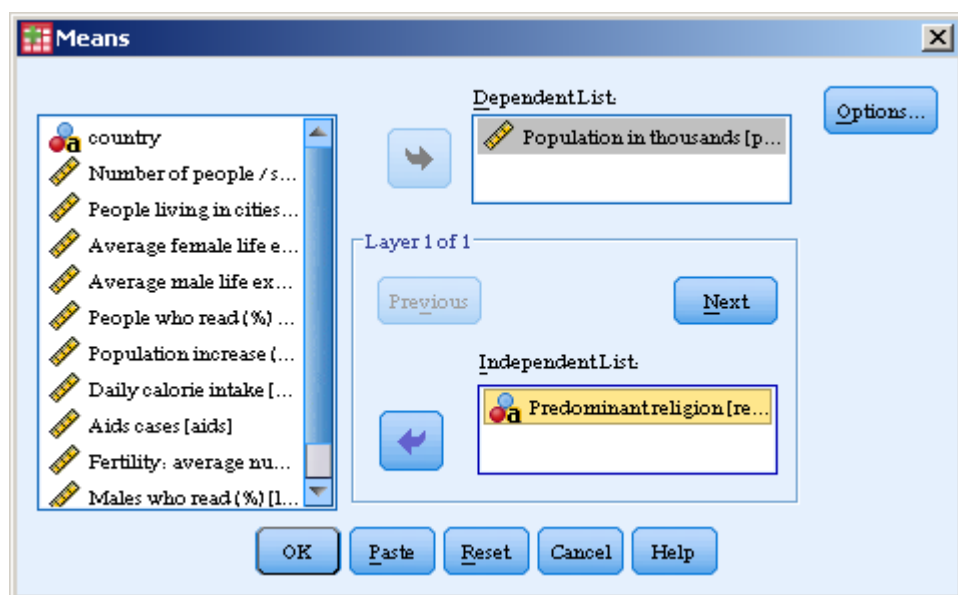 Means
Dependent List:
Options...
country
Number of people / s...
People living in cities...
Average female life e...
Average male life ex...
People who read (%) ...
Population increase (...
Daily calorie intake [...
Aids cases [aids]
Fertility: average nu...
Males who read (%) [l...
Population in thousands [p...
Layer 1 of 1
Previous
Next
Independent List:
Predominant religion [re...
OK
Paste
Reset
Cancel
Help